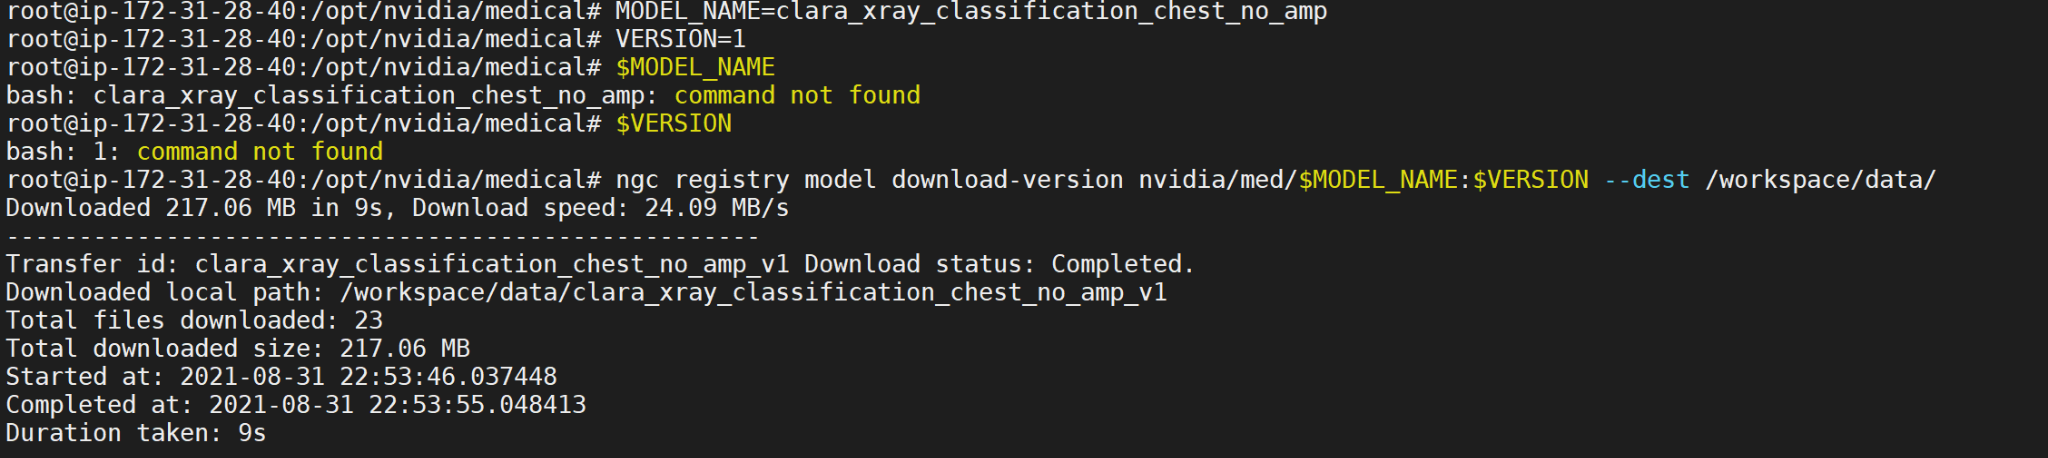 root@ip-172-31-28-40:/opt/nvidia/medical# MODEL_NAME=clara_xray_classification_chest_no_amp
root@ip-172-31-28-40:/opt/nvidia/medical# VERSION=1
root@ip-172-31-28-40:/opt/nvidia/medical# $MODEL_NAME
bash: clara_xray_classification_chest_no_amp: command not found
root@ip-172-31-28-40:/opt/nvidia/medical# $VERSION
bash: 1: command not found
root@ip-172-31-28-40:/opt/nvidia/medical# ngc registry model download-version nvidia/med/$MODEL_NAME:$VERSION --dest /workspace/data/
Downloaded 217.06 MB in 9s, Download speed: 24.09 MB/s
----------------------------------------------------
Transfer id: clara_xray_classification_chest_no_amp_v1 Download status: Completed.
Downloaded local path: /workspace/data/clara_xray_classification_chest_no_amp_v1
Total files downloaded: 23
Total downloaded size: 217.06 MB
Started at: 2021-08-31 22:53:46.037448
Completed at: 2021-08-31 22:53:55.048413
Duration taken: 9s